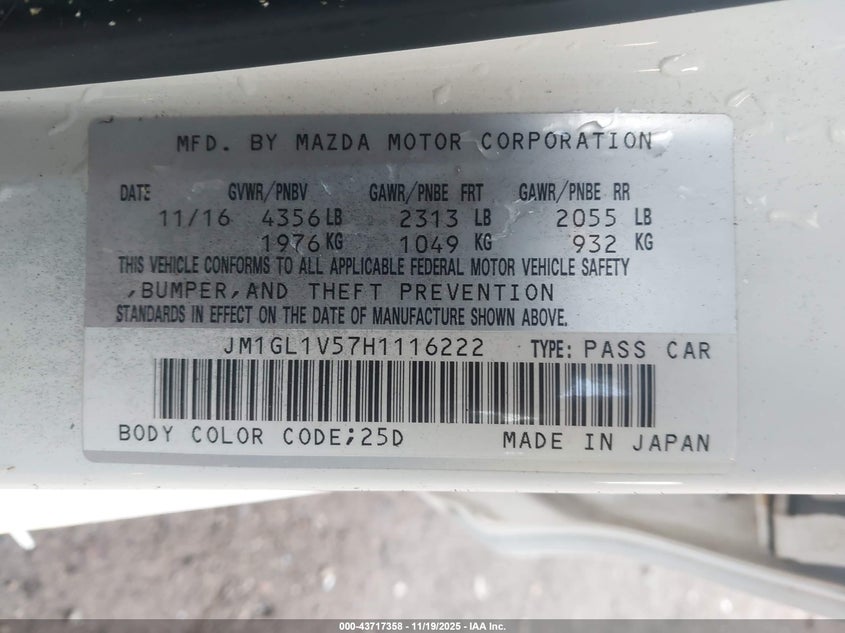 MFD. BY MAZDA MOTOR CORPORATION
DATE GVWR/PNBV GAWR/PNBE FRT GAWR/PNBE RR
11/16 4356 LB 2313 LB 2055 LB
1976 KG 1049 KG 932 KG
THIS VEHICLE CONFORMS TO ALL APPLICABLE FEDERAL MOTOR VEHICLE SAFETY
,BUMPER,AND THEFT PREVENTION
STANDARDS IN EFFECT ON THE DATE OF MANUFACTURE SHOWN ABOVE.
JM1GL1V57H1116222 TYPE: PASS CAR
BODY COLOR CODE;25D MADE IN JAPAN
000-43717358 - 11/19/2025 - IAA Inc.